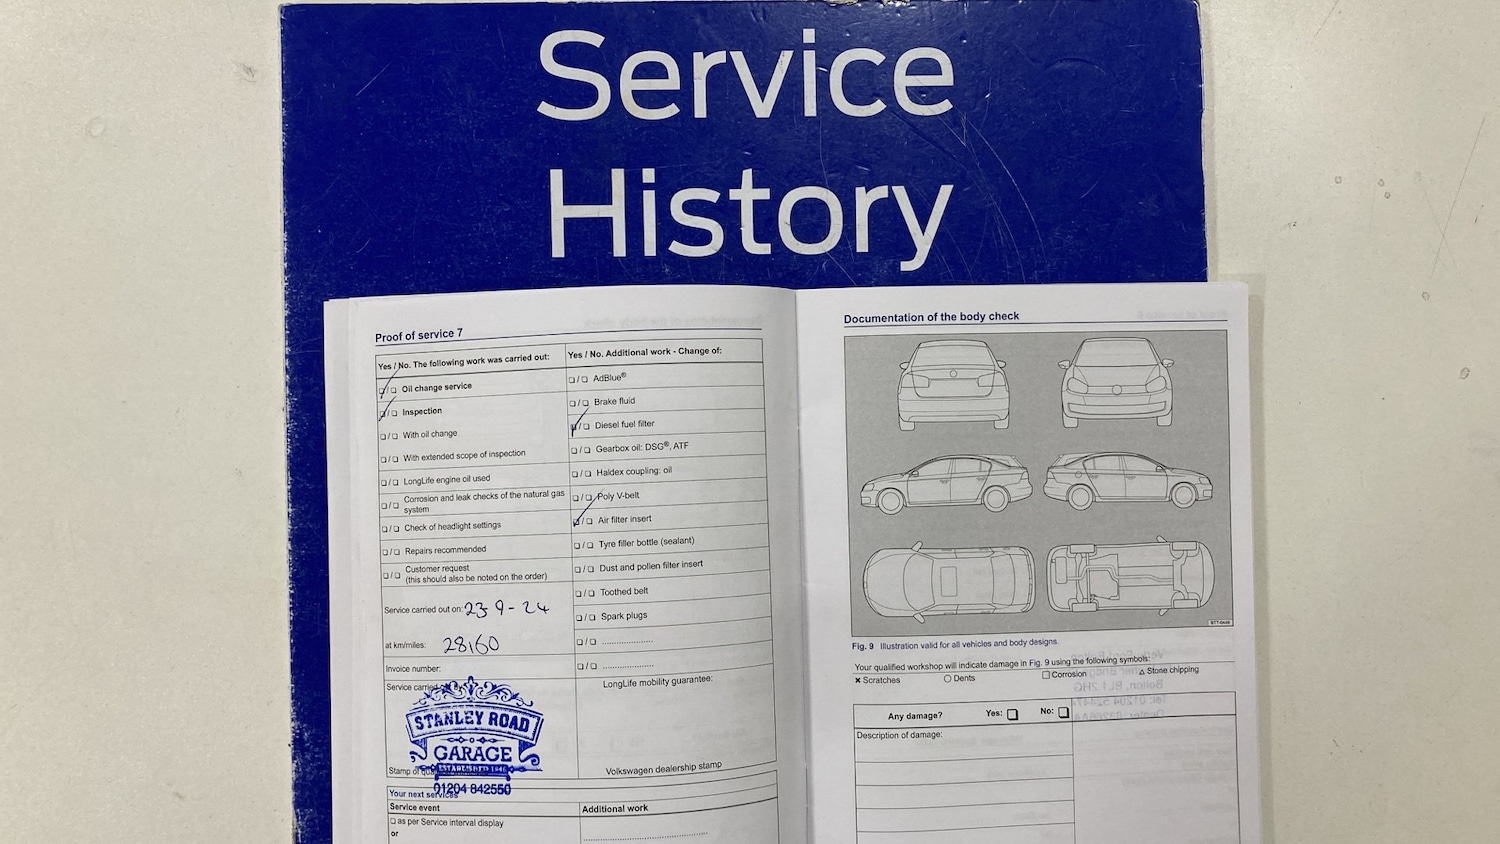 Service
History
Proof of service 7
Yes / No. The following work was carried out:
☐/☐ Oil change service
☐/☐ Inspection
☐/☐ With oil change
☐/☐ With extended scope of inspection
☐/☐ LongLife engine oil used
☐/☐ Corrosion and leak checks of the natural gas
system
☐/☐ Check of headlight settings
☐/☐ Repairs recommended
☐/☐ Customer request
(this should also be noted on the order)
Service carried out on: 23-9-24
at km/miles: 28160
Invoice number:
Service carried
STANLEY ROAD
GARAGE
ESTABLISHED
01204 842550
Stamp of
Your next services
Service event
☐ as per Service interval display
or
Yes / No. Additional work - Change of:
☐/☐ AdBlue®
☐/☐ Brake fluid
☐/☐ Diesel fuel filter
☐/☐ Gearbox oil: DSG®, ATF
☐/☐ Haldex coupling: oil
☐/☐ Poly V-belt
☐/☐ Air filter insert
☐/☐ Tyre filler bottle (sealant)
☐/☐ Dust and pollen filter insert
☐/☐ Toothed belt
☐/☐ Spark plugs
☐/☐ ....................
☐/☐ ....................
LongLife mobility guarantee:
Volkswagen dealership stamp
Additional work
Documentation of the body check
Fig. 9 Illustration valid for all vehicles and body designs.
Your qualified workshop will indicate damage in Fig. 9 using the following symbols:
✖ Scratches ○ Dents ☐ Corrosion △ Stone chipping
Any damage? Yes: ☐ No: ☐
Description of damage: